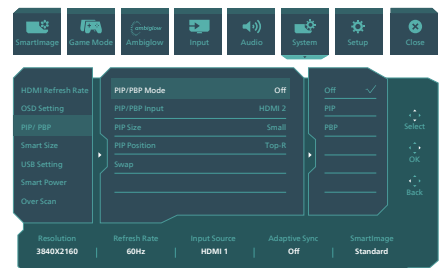 ambiglow
SmartImage Game Mode Ambiglow Input Audio System Setup Close
HDMI Refresh Rate PIP/PBP Mode Off Off
OSD Setting PIP/PBP Input HDMI 2 PIP
PIP/ PBP PIP Size Small PBP
Select
Smart Size PIP Position Top-R
USB Setting Swap
OK
Smart Power
Back
Over Scan
Resolution Refresh Rate Input Source Adaptive Sync SmartImage
3840X2160 60Hz HDMI 1 Off Standard